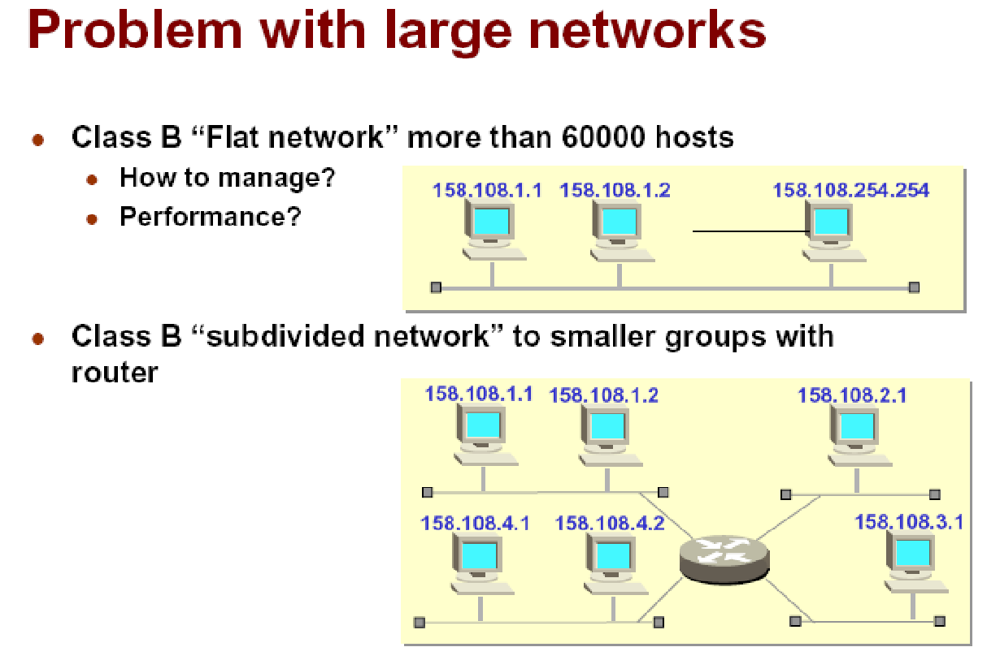 Problem with large networks
Class B “Flat network” more than 60000 hosts
How to manage?
Performance?
158.108.1.1 158.108.1.2 158.108.254.254
Class B “subdivided network” to smaller groups with
router
158.108.1.1 158.108.1.2 158.108.2.1
158.108.4.1 158.108.4.2 158.108.3.1